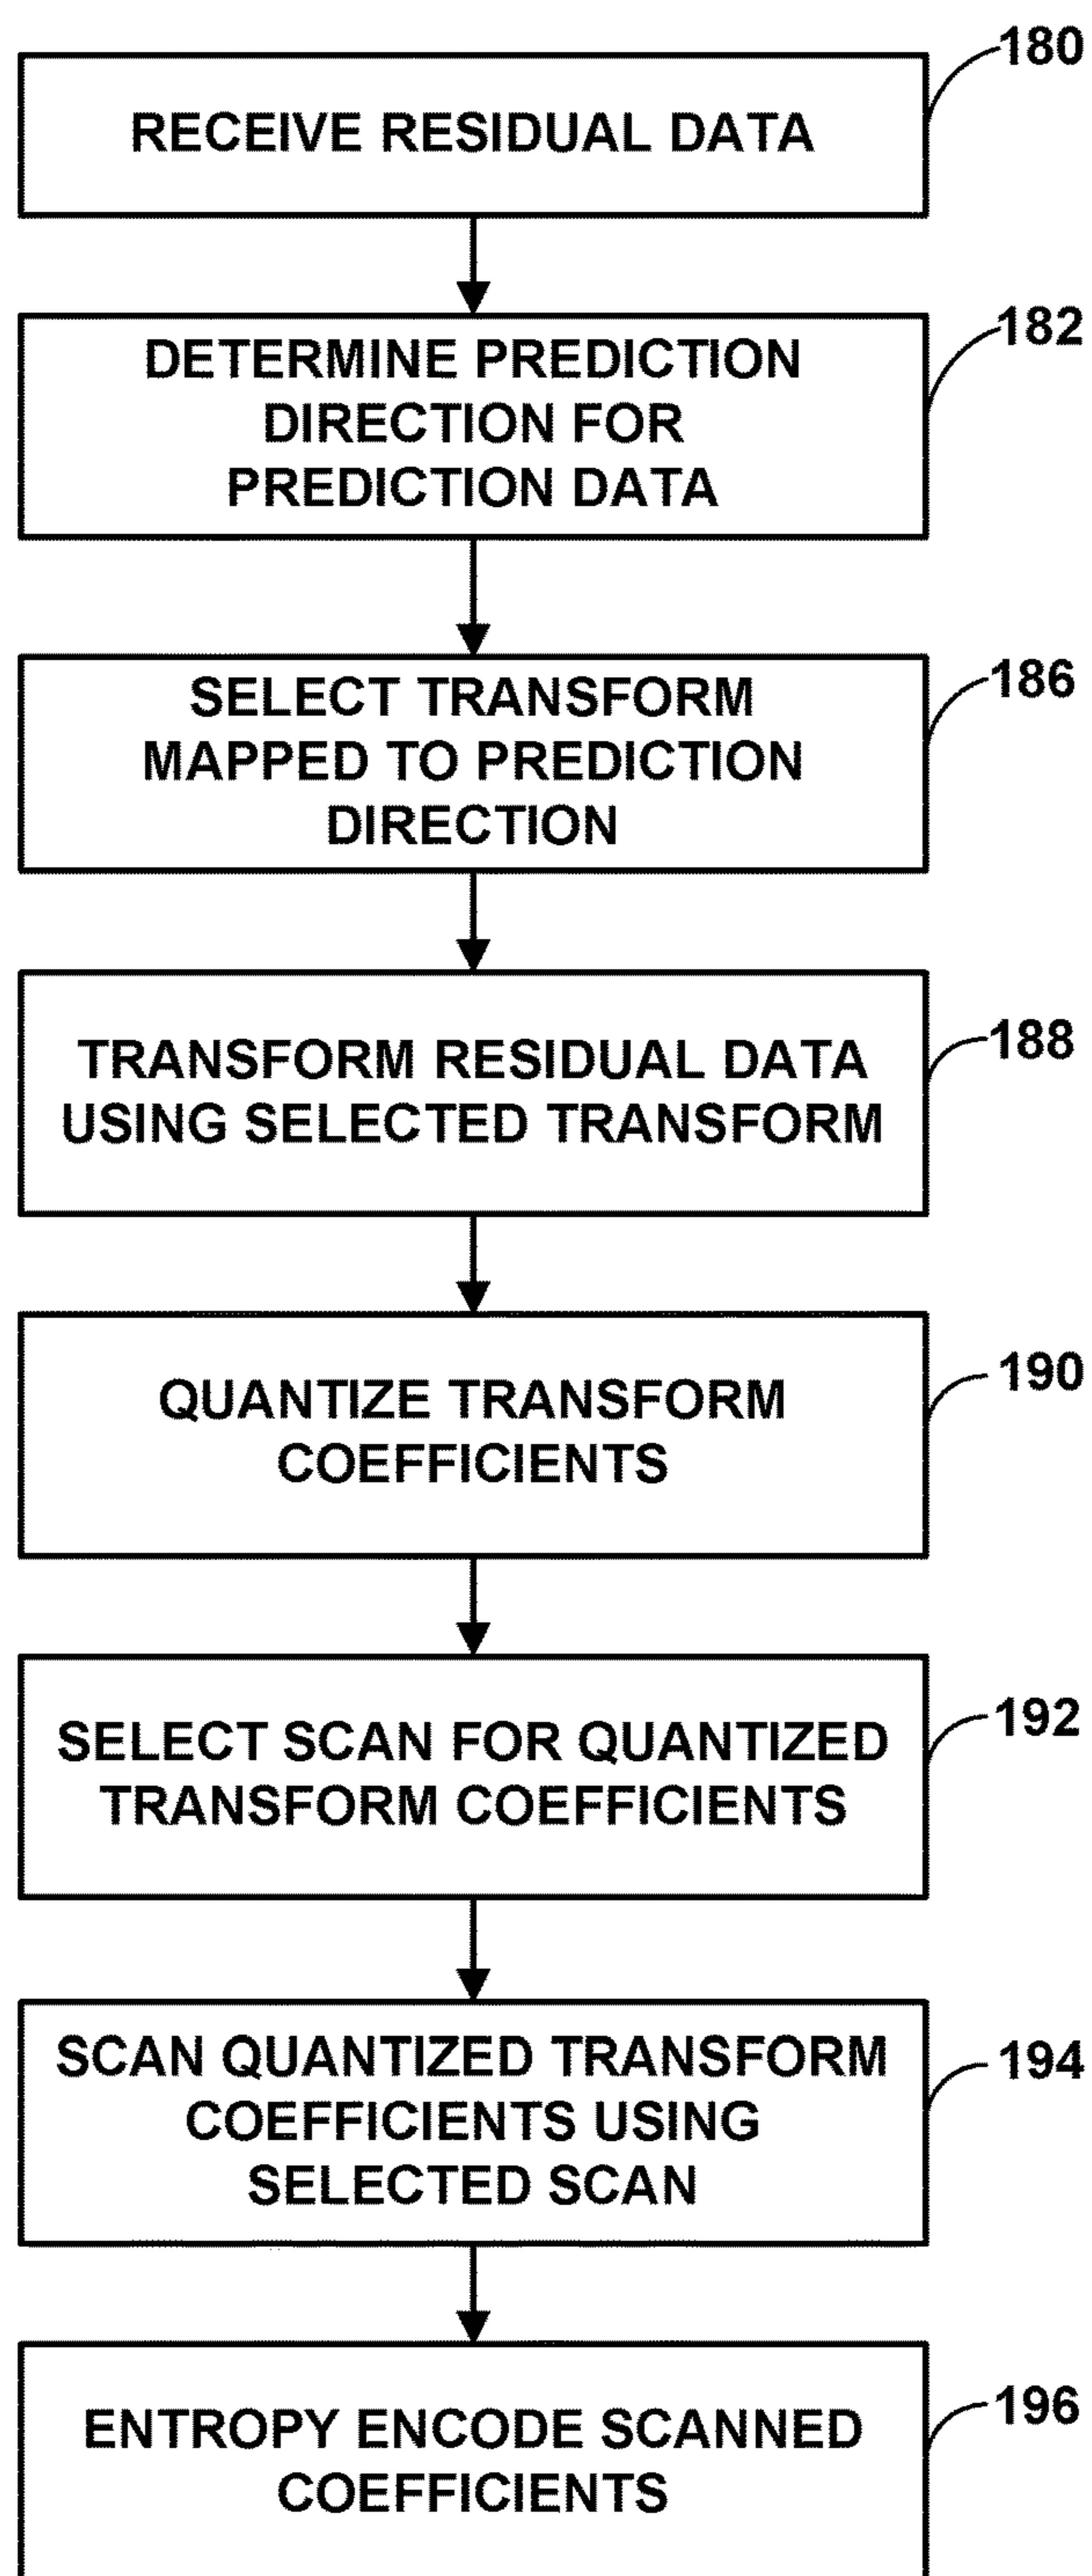 180
RECEIVE RESIDUAL DATA
182
DETERMINE PREDICTION
DIRECTION FOR
PREDICTION DATA
186
SELECT TRANSFORM
MAPPED TO PREDICTION
DIRECTION
188
TRANSFORM RESIDUAL DATA
USING SELECTED TRANSFORM
190
QUANTIZE TRANSFORM
COEFFICIENTS
192
SELECT SCAN FOR QUANTIZED
TRANSFORM COEFFICIENTS
194
SCAN QUANTIZED TRANSFORM
COEFFICIENTS USING
SELECTED SCAN
196
ENTROPY ENCODE SCANNED
COEFFICIENTS